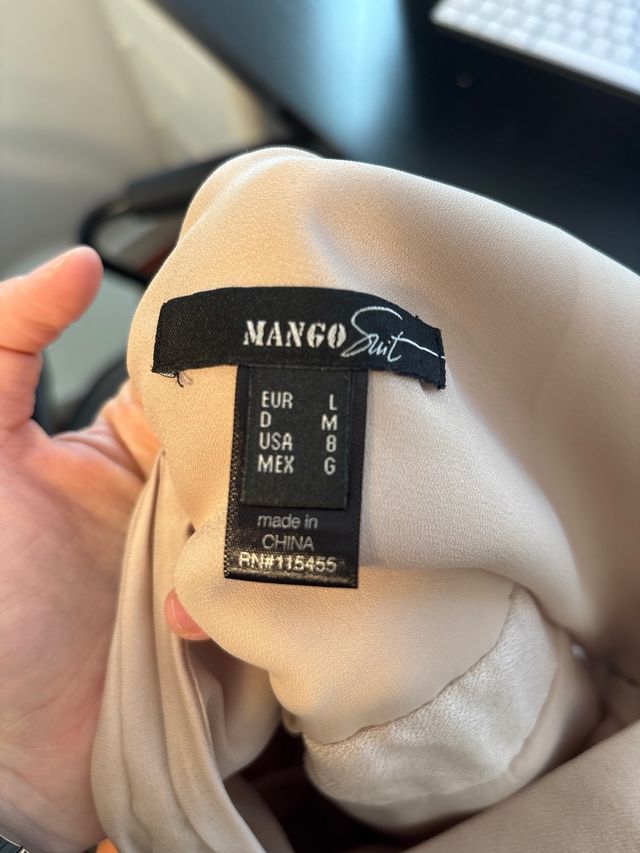 MANGO Suit
EUR L
D M
USA 8
MEX G
made in
CHINA
RN#115455